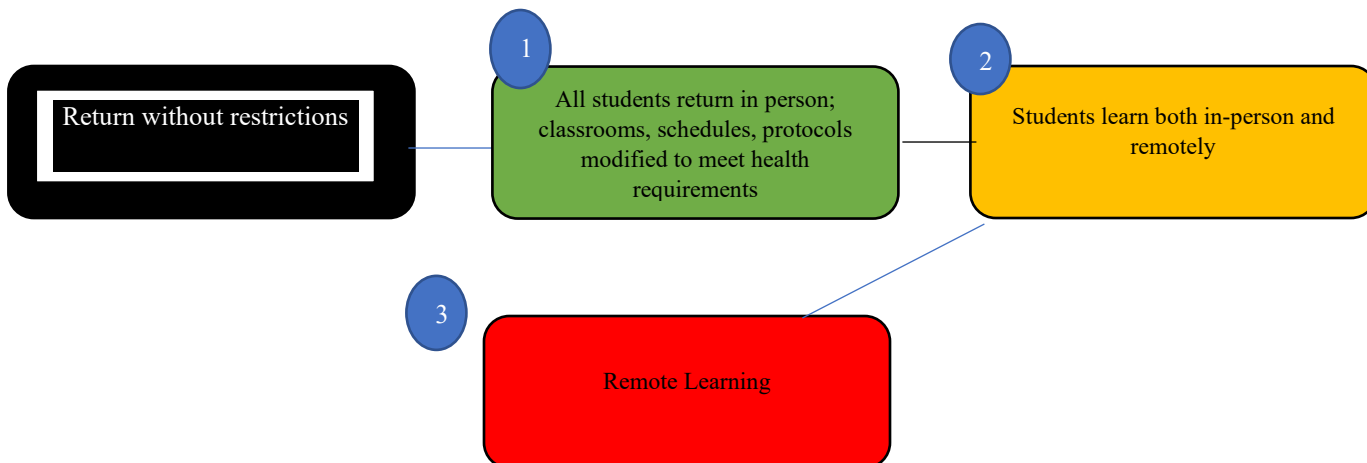 1
2
Return without restrictions
All students return in person;
classrooms, schedules, protocols
modified to meet health
requirements
Students learn both in-person and
remotely
3
Remote Learning